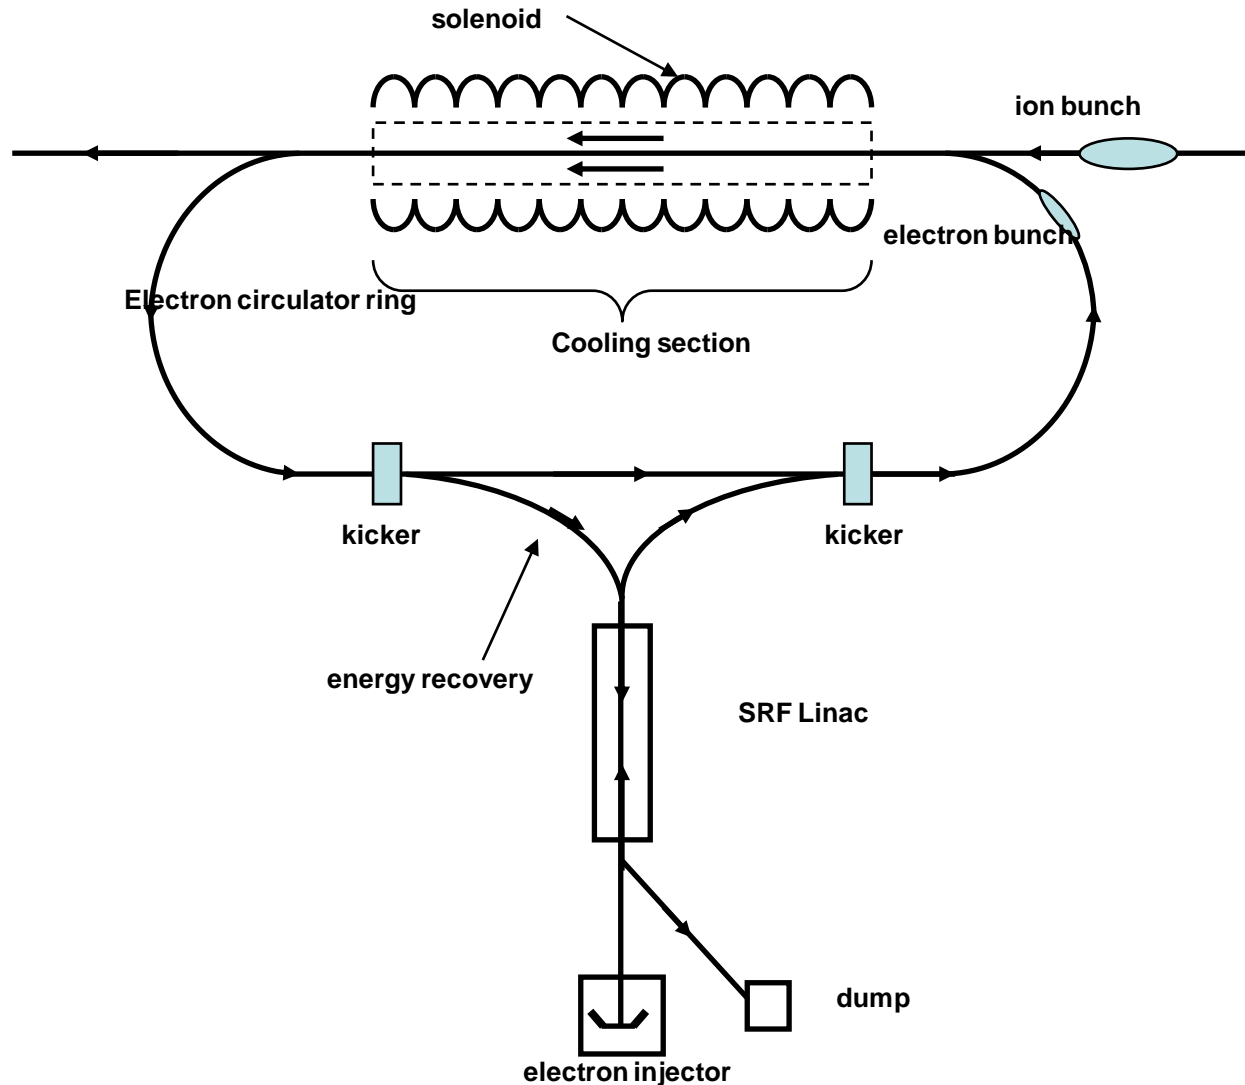 solenoid
ion bunch
electron bunch
Electron circulator ring
Cooling section
kicker
kicker
energy recovery
SRF Linac
dump
electron injector